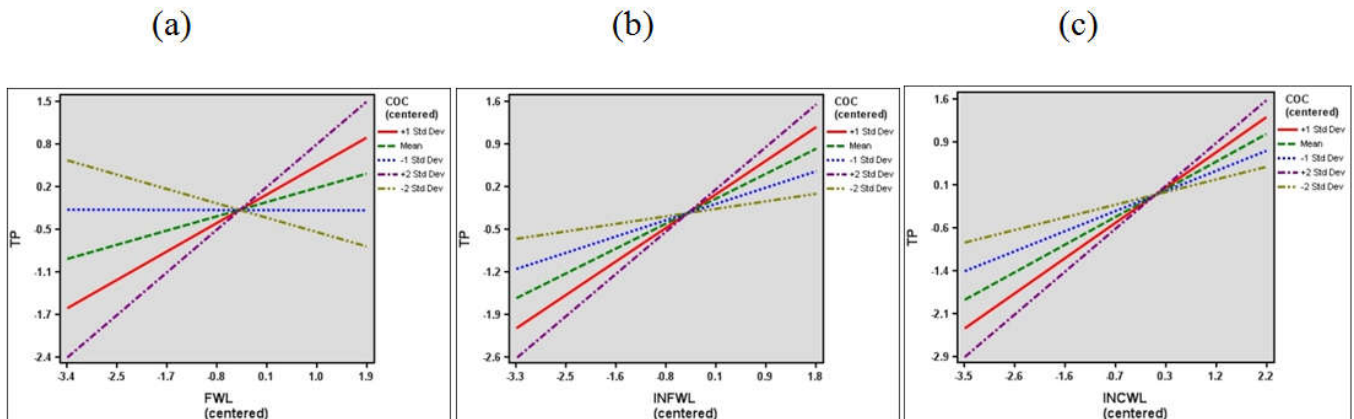 (a)
(b)
(c)
1.5
0.8
0.2
-0.5
-1.1
-1.7
-2.4
TP
-3.4 -2.5 -1.7 -0.8 0.1 1.0 1.9
FWL
(centered)
COC
(centered)
+1 Std Dev
Mean
-1 Std Dev
+2 Std Dev
-2 Std Dev
1.6
0.9
0.2
-0.5
-1.2
-1.9
-2.6
TP
-3.3 -2.4 -1.6 -0.7 0.1 0.9 1.8
INFWL
(centered)
COC
(centered)
+1 Std Dev
Mean
-1 Std Dev
+2 Std Dev
-2 Std Dev
1.6
0.9
0.1
-0.6
-1.4
-2.1
-2.9
TP
-3.5 -2.6 -1.6 -0.7 0.3 1.2 2.2
INCWL
(centered)
COC
(centered)
+1 Std Dev
Mean
-1 Std Dev
+2 Std Dev
-2 Std Dev